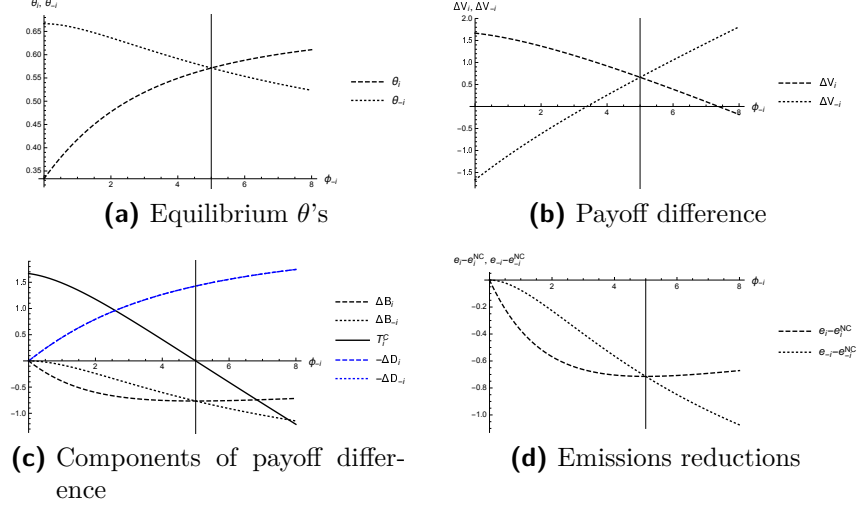 θi, θ-i
0.65
0.60
0.55
0.50
0.45
0.40
0.35
2 4 6 8
ϕ-i
θi
θ-i
(a) Equilibrium θ's
ΔVi, ΔV-i
2.0
1.5
1.0
0.5
-0.5
-1.0
-1.5
2 4 6 8
ϕ-i
ΔVi
ΔV-i
(b) Payoff difference
1.5
1.0
0.5
-0.5
-1.0
2 4 6 8
ϕ-i
ΔBi
ΔB-i
TiC
-ΔDi
-ΔD-i
(c) Components of payoff differ-
ence
ei-eiNC, e-i-e-iNC
2 4 6 8
ϕ-i
-0.2
-0.4
-0.6
-0.8
-1.0
ei-eiNC
e-i-e-iNC
(d) Emissions reductions